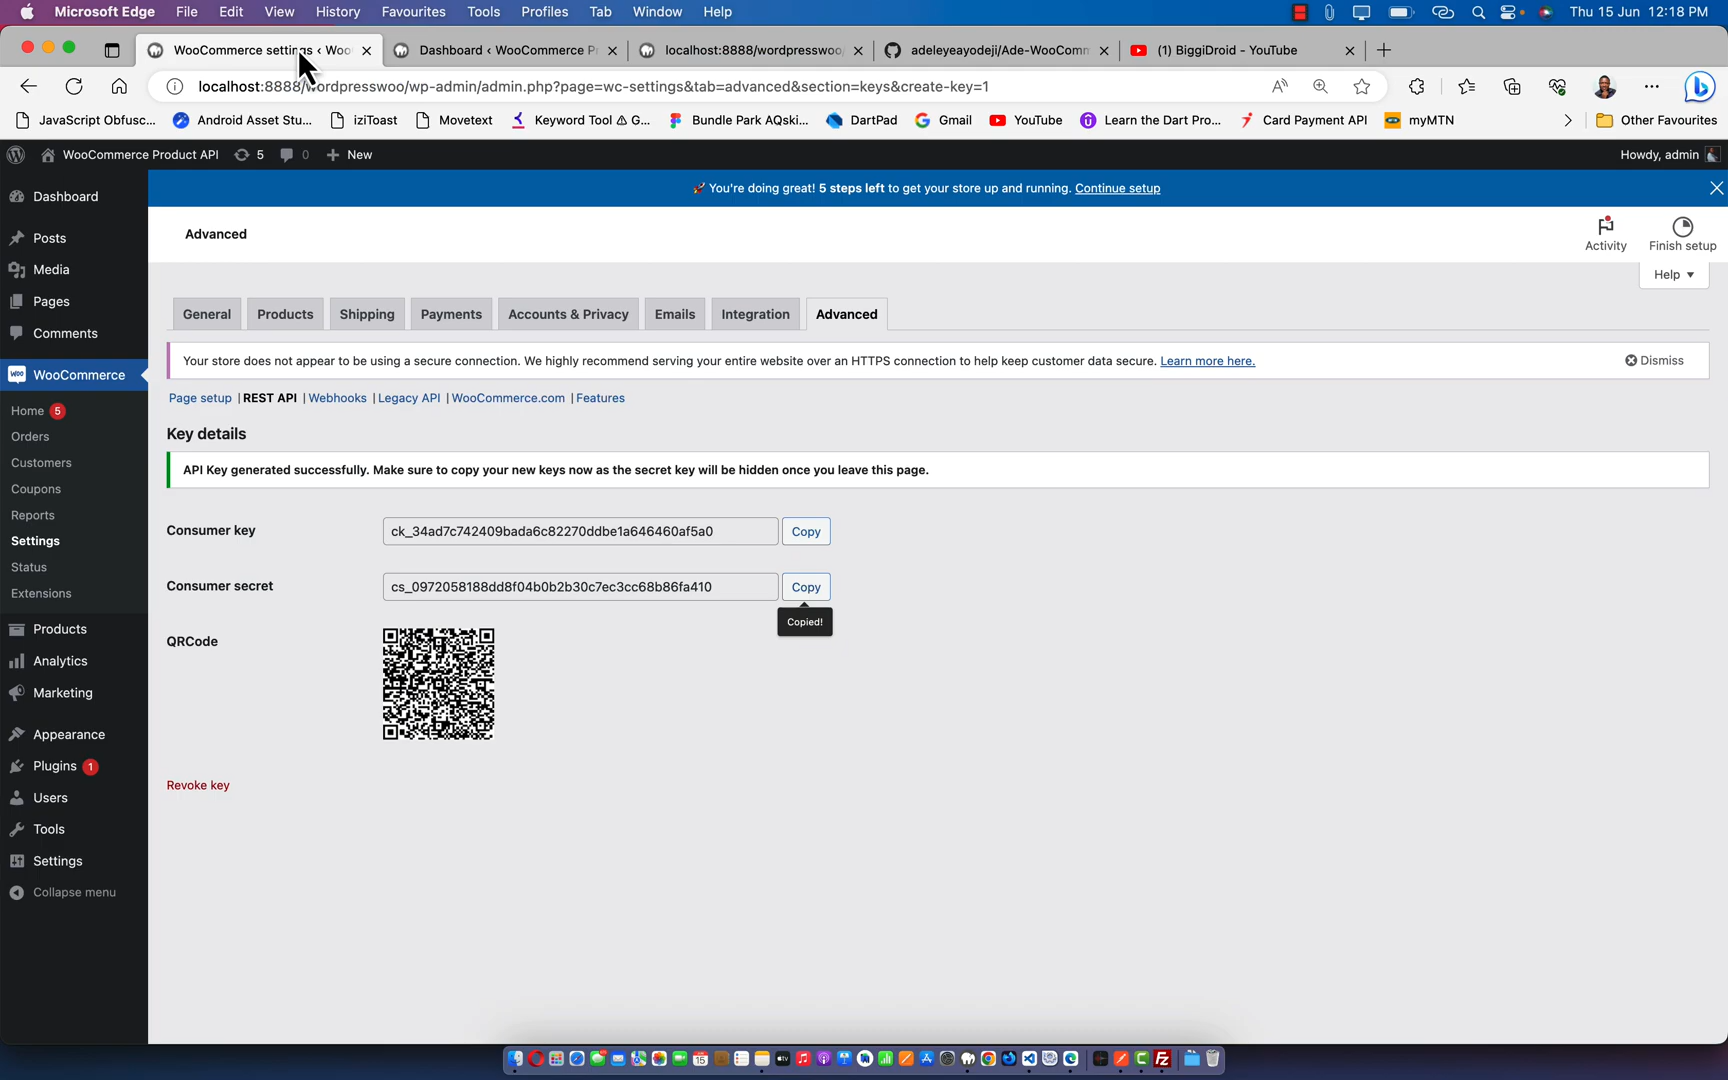 Microsoft Edge File Edit View History Favourites Tools Profiles Tab Window Help Thu 15 Jun 12:18 PM
WooCommerce settings ‹ Woo Dashboard ‹ WooCommerce P localhost:8888/wordpresswoo adeleyeayodeji/Ade-WooComm (1) BiggiDroid - YouTube
localhost:8888/wordpresswoo/wp-admin/admin.php?page=wc-settings&tab=advanced&section=keys&create-key=1
JavaScript Obfusc... Android Asset Stu... iziToast Movetext Keyword Tool ⚠ G... Bundle Park AQski... DartPad Gmail YouTube Learn the Dart Pro... Card Payment API myMTN Other Favourites
WooCommerce Product API 5 0 + New Howdy, admin
🚀 You're doing great! 5 steps left to get your store up and running. Continue setup
Dashboard
Posts
Media
Pages
Comments
WooCommerce
Home 5
Orders
Customers
Coupons
Reports
Settings
Status
Extensions
Products
Analytics
Marketing
Appearance
Plugins 1
Users
Tools
Settings
Collapse menu
Advanced
Activity Finish setup
Help ▼
General Products Shipping Payments Accounts & Privacy Emails Integration Advanced
Your store does not appear to be using a secure connection. We highly recommend serving your entire website over an HTTPS connection to help keep customer data secure. Learn more here. Dismiss
Page setup | REST API | Webhooks | Legacy API | WooCommerce.com | Features
Key details
API Key generated successfully. Make sure to copy your new keys now as the secret key will be hidden once you leave this page.
Consumer key ck_34ad7c742409bada6c82270ddbe1a646460af5a0 Copy
Consumer secret cs_0972058188dd8f04b0b2b30c7ec3cc68b86fa410 Copy
Copied!
QRCode
Revoke key